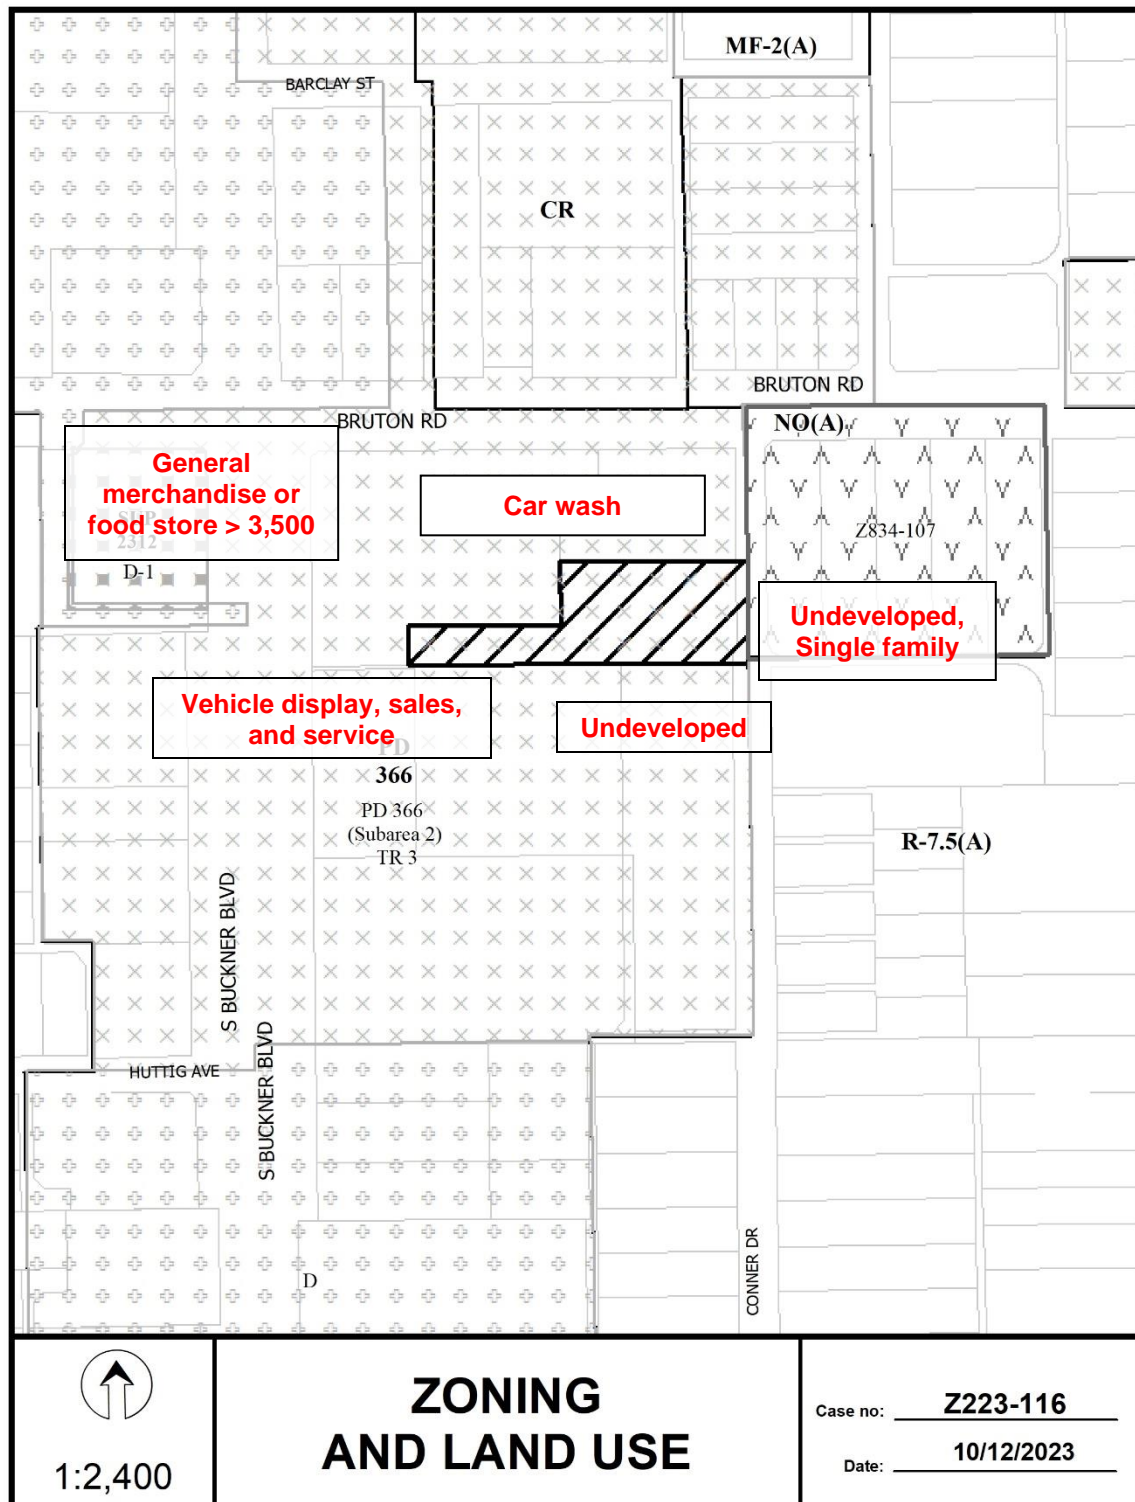 MF-2(A)
BARCLAY ST
CR
BRUTON RD
BRUTON RD
NO(A)
General
merchandise or
food store > 3,500
SUP
2312
D-1
Car wash
Z834-107
Undeveloped,
Single family
Vehicle display, sales,
and service
Undeveloped
PD
366
PD 366
(Subarea 2)
TR 3
R-7.5(A)
S BUCKNER BLVD
S BUCKNER BLVD
HUTTIG AVE
CONNER DR
D
1:2,400
ZONING
AND LAND USE
Case no: Z223-116
Date: 10/12/2023